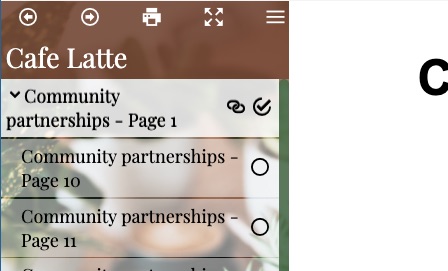 Cafe Latte
Community
partnerships - Page 1
Community partnerships -
Page 10
Community partnerships -
Page 11
C